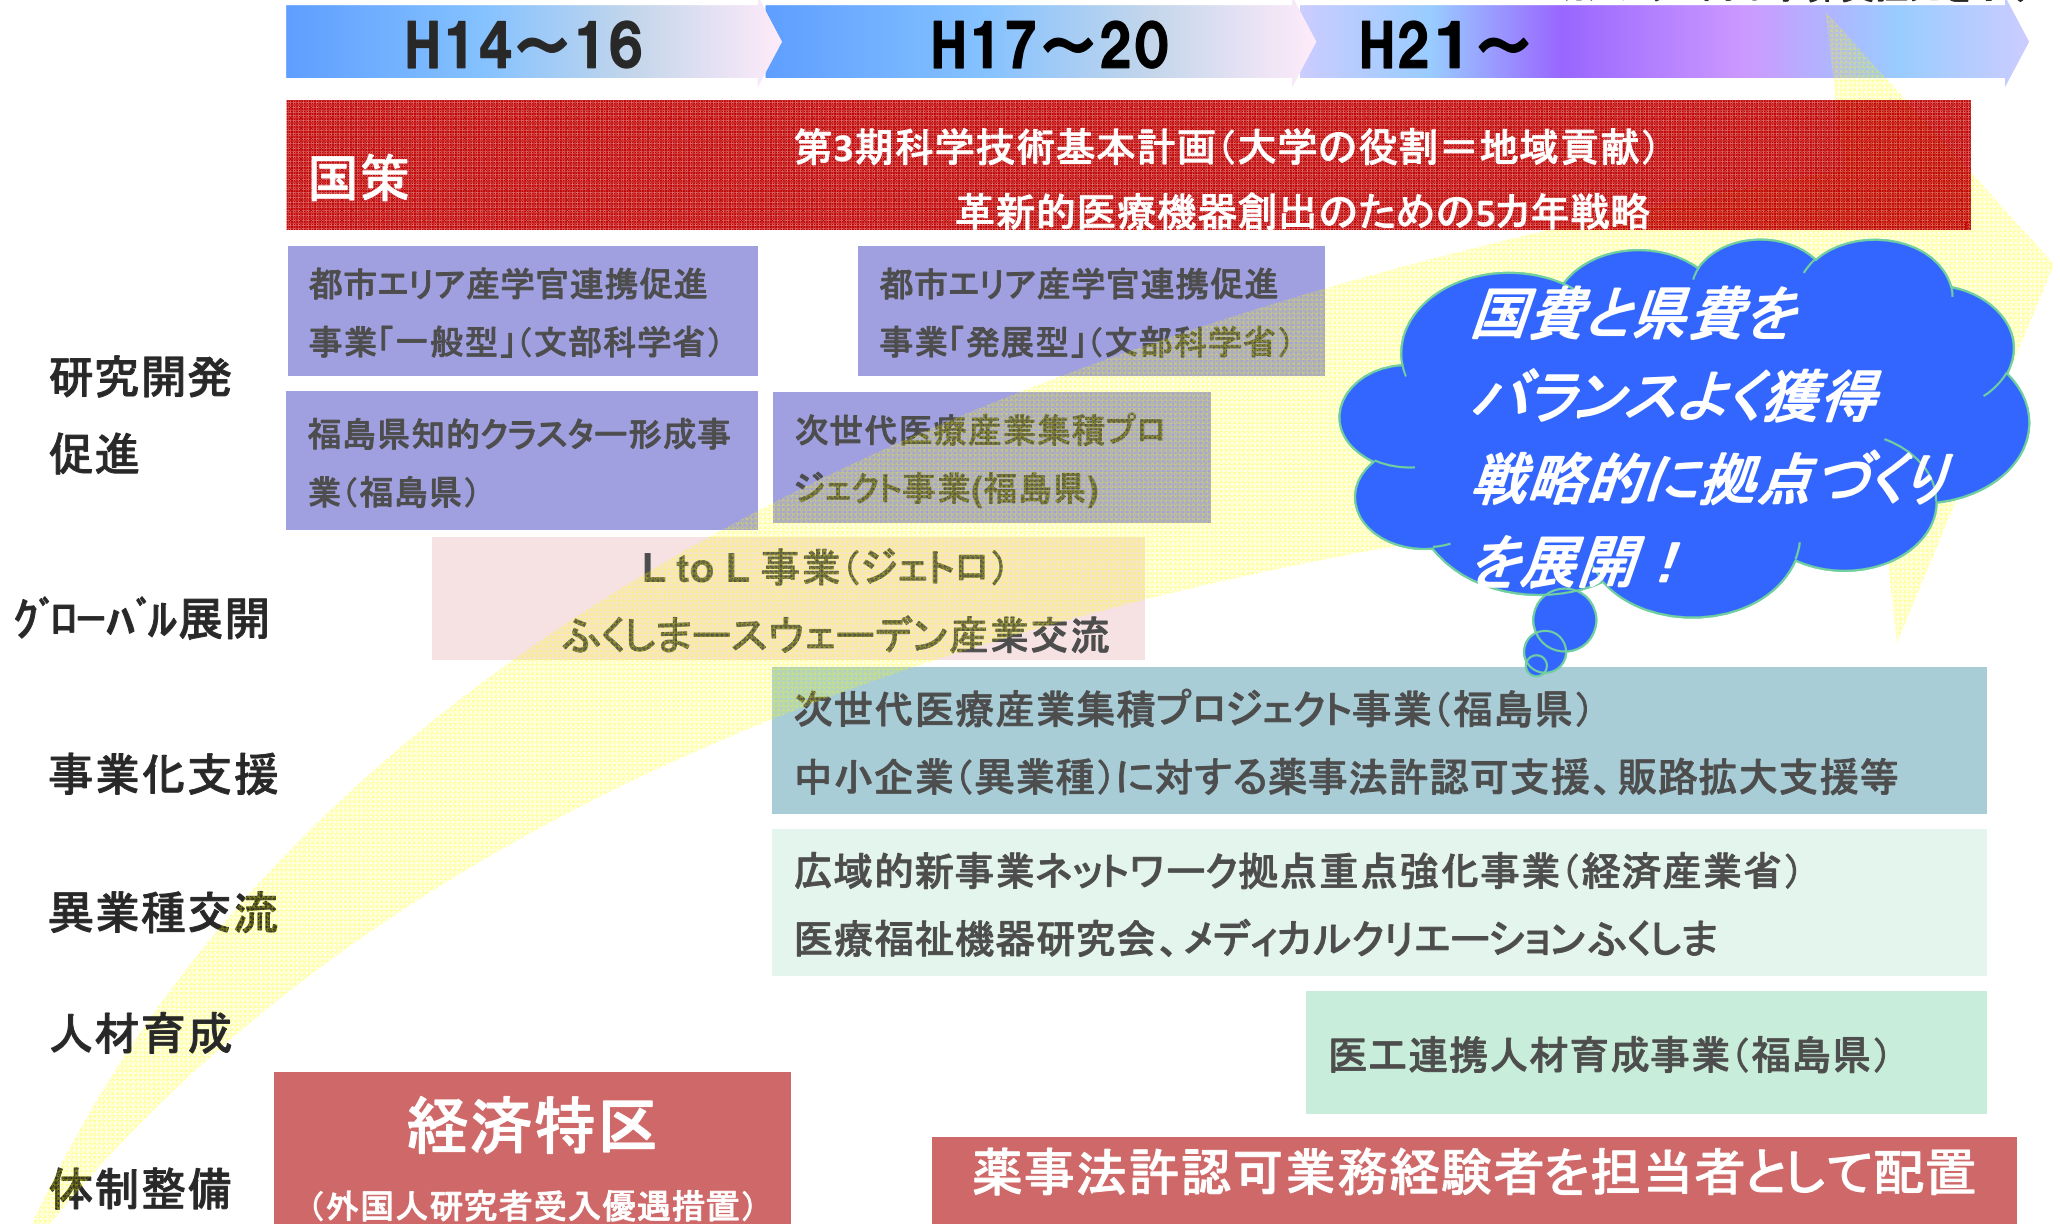 H14～16
H17～20
H21～
国策
第3期科学技術基本計画（大学の役割＝地域貢献）
革新的医療機器創出のための5カ年戦略
研究開発
促進
都市エリア産学官連携促進
事業「一般型」（文部科学省）
都市エリア産学官連携促進
事業「発展型」（文部科学省）
福島県知的クラスター形成事
業（福島県）
次世代医療産業集積プロ
ジェクト事業(福島県)
国費と県費を
バランスよく獲得
戦略的に拠点づくり
を展開！
ｸﾞﾛｰﾊﾞﾙ展開
L to L 事業（ジェトロ）
ふくしまースウェーデン産業交流
事業化支援
次世代医療産業集積プロジェクト事業（福島県）
中小企業（異業種）に対する薬事法許認可支援、販路拡大支援等
異業種交流
広域的新事業ネットワーク拠点重点強化事業（経済産業省）
医療福祉機器研究会、メディカルクリエーションふくしま
人材育成
医工連携人材育成事業（福島県）
体制整備
経済特区
（外国人研究者受入優遇措置）
薬事法許認可業務経験者を担当者として配置